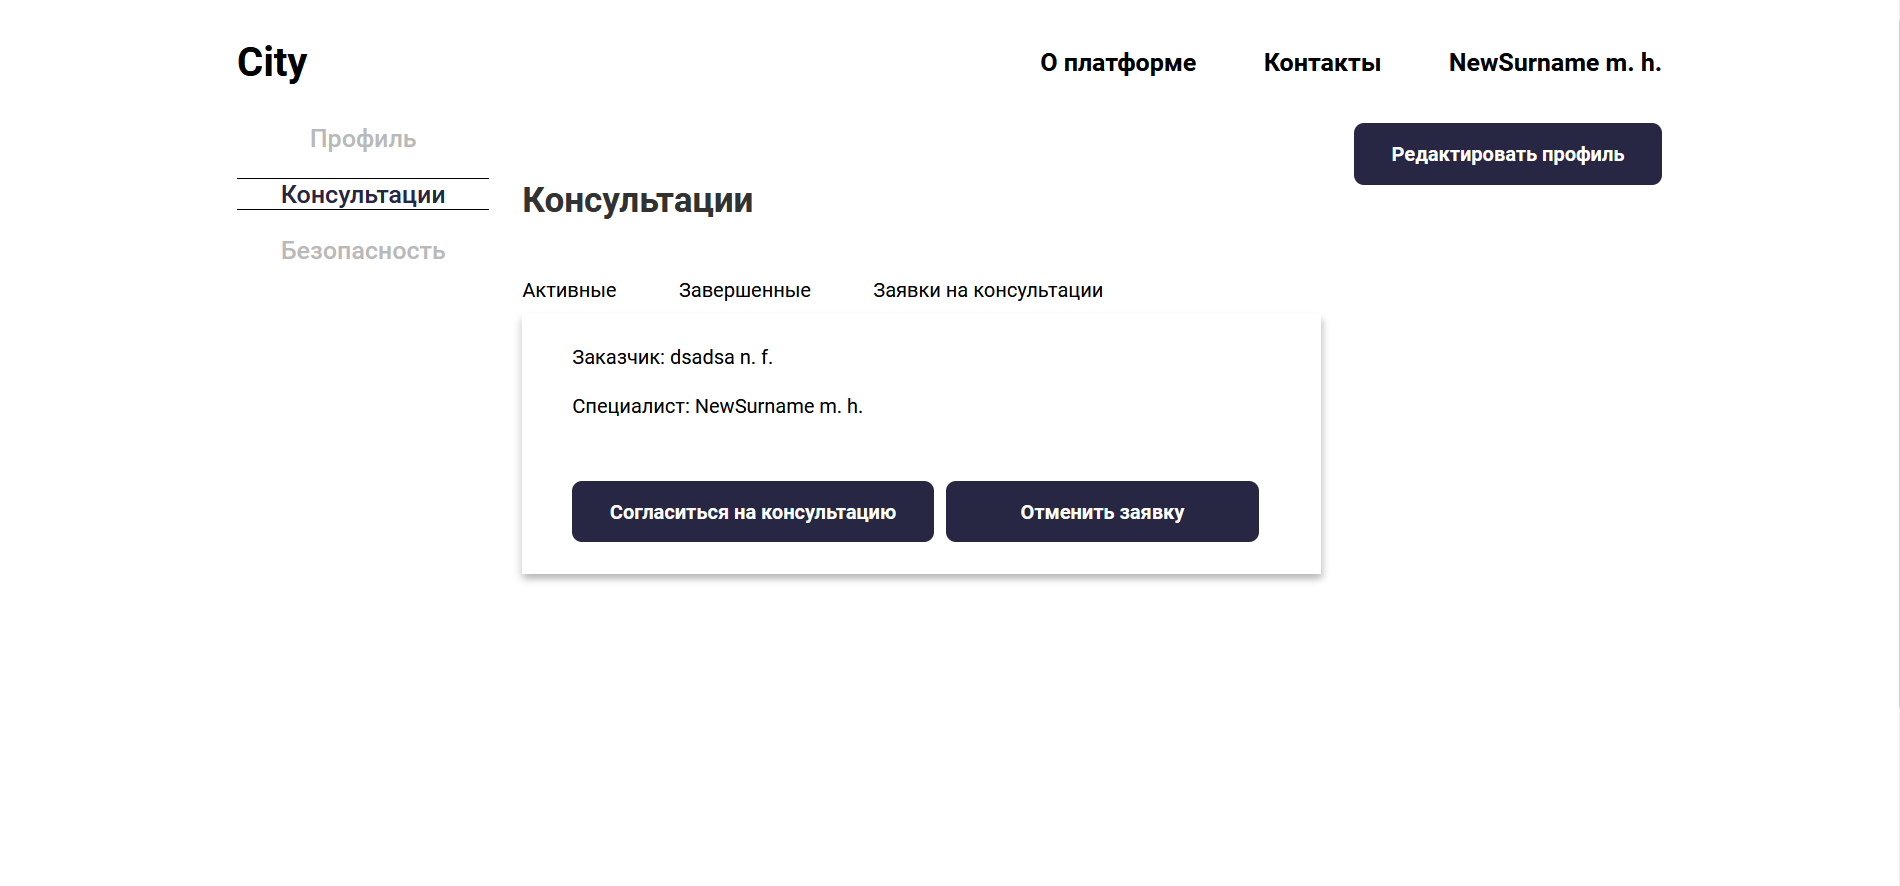 City
О платформе
Контакты
NewSurname m. h.
Профиль
Консультации
Безопасность
Редактировать профиль
Консультации
Активные
Завершенные
Заявки на консультации
Заказчик: dsadsa n. f.
Специалист: NewSurname m. h.
Согласиться на консультацию
Отменить заявку